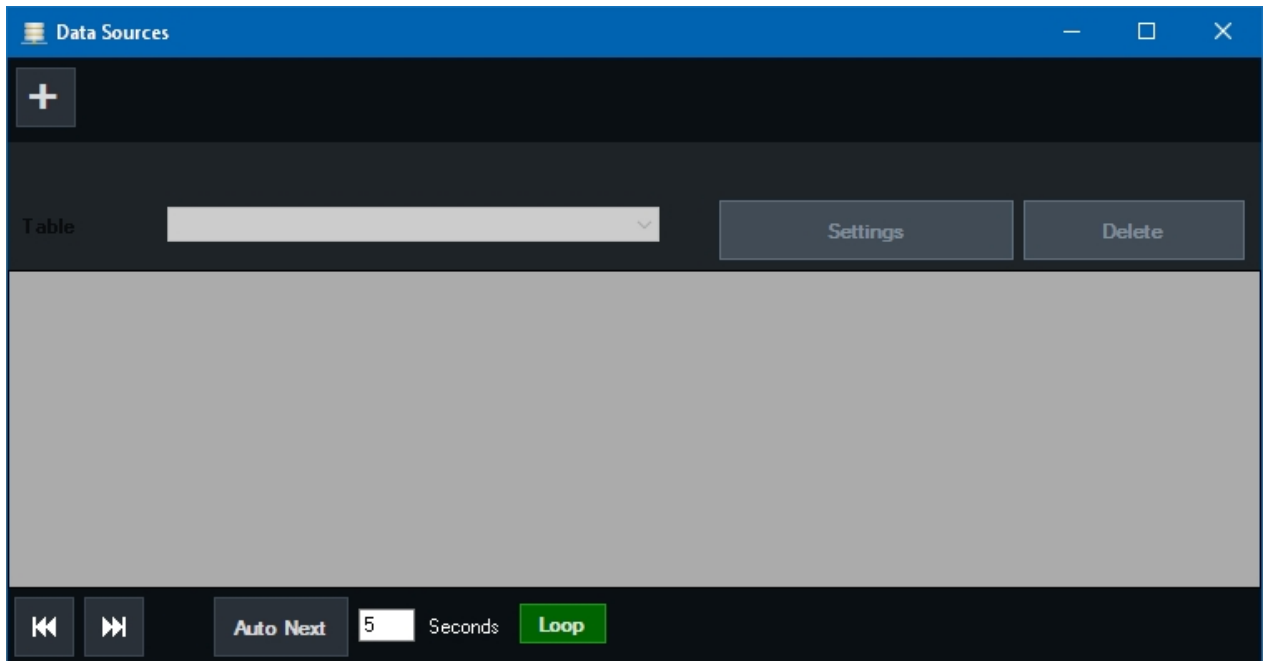 Data Sources
Table
Settings
Delete
Auto Next
5
Seconds
Loop